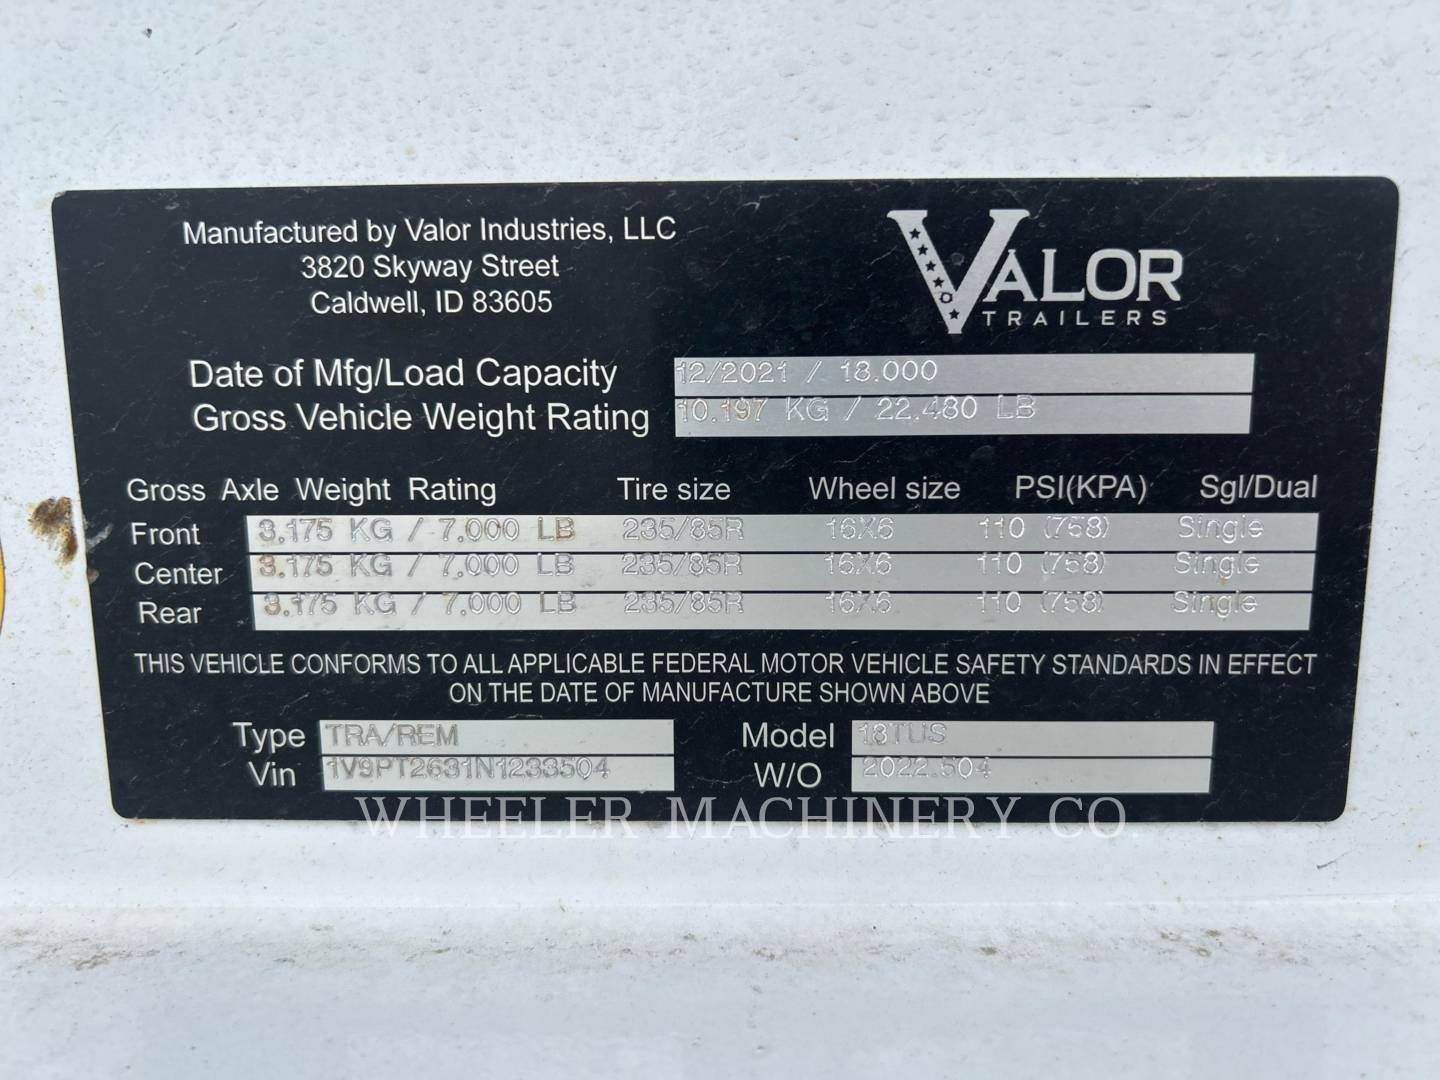 Manufactured by Valor Industries, LLC
3820 Skyway Street
Caldwell, ID 83605
VALOR
TRAILERS
Date of Mfg/Load Capacity 12/2021 / 18.000
Gross Vehicle Weight Rating 10.197 KG / 22.480 LB
Gross Axle Weight Rating Tire size Wheel size PSI(KPA) Sgl/Dual
Front 3.175 KG / 7.000 LB 235/85R 16X6 110 (758) Single
Center 3.175 KG / 7.000 LB 235/85R 16X6 110 (758) Single
Rear 3.175 KG / 7.000 LB 235/85R 16X6 110 (758) Single
THIS VEHICLE CONFORMS TO ALL APPLICABLE FEDERAL MOTOR VEHICLE SAFETY STANDARDS IN EFFECT
ON THE DATE OF MANUFACTURE SHOWN ABOVE
Type TRA/REM Model 18TUS
Vin 1V9PT2631N1233504 W/O 2022.504
WHEELER MACHINERY CO.